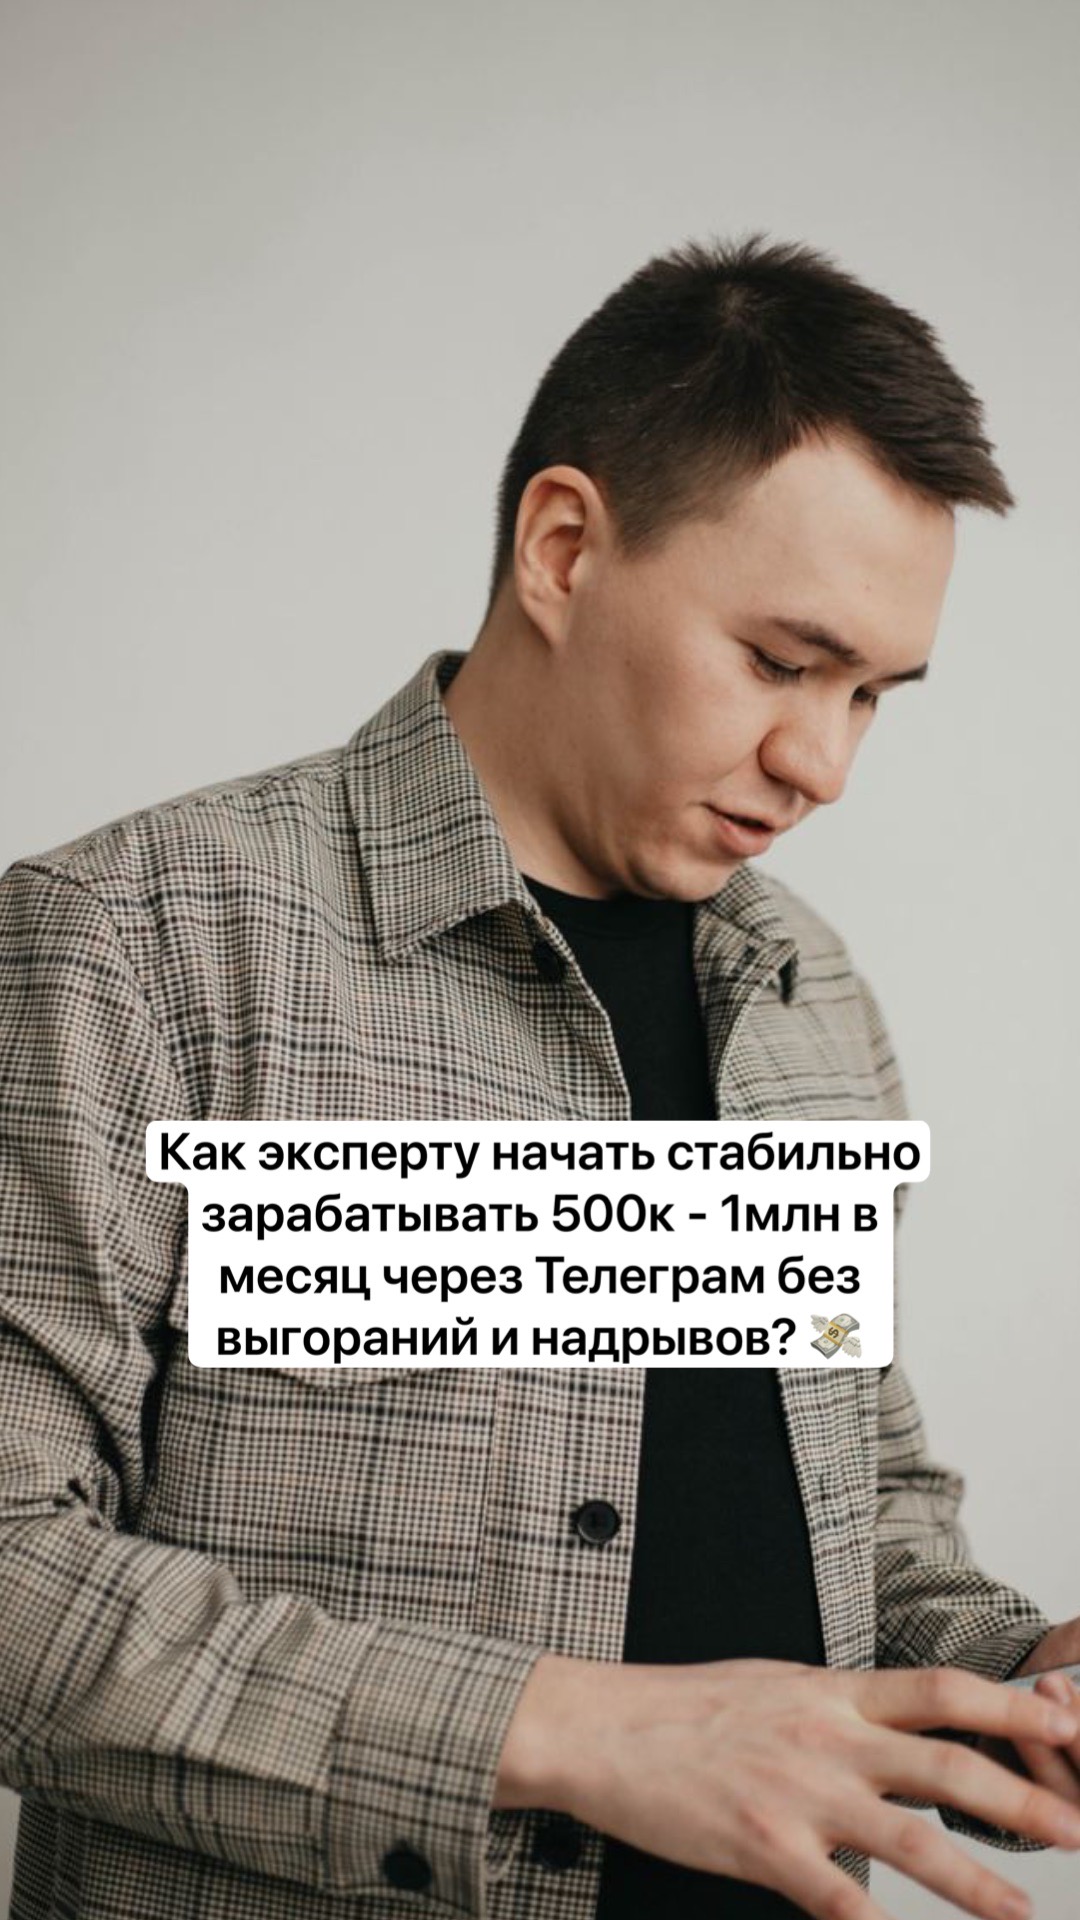 Как эксперту начать стабильно
зарабатывать 500к - 1млн в
месяц через Телеграм без
выгораний и надрывов? 💸